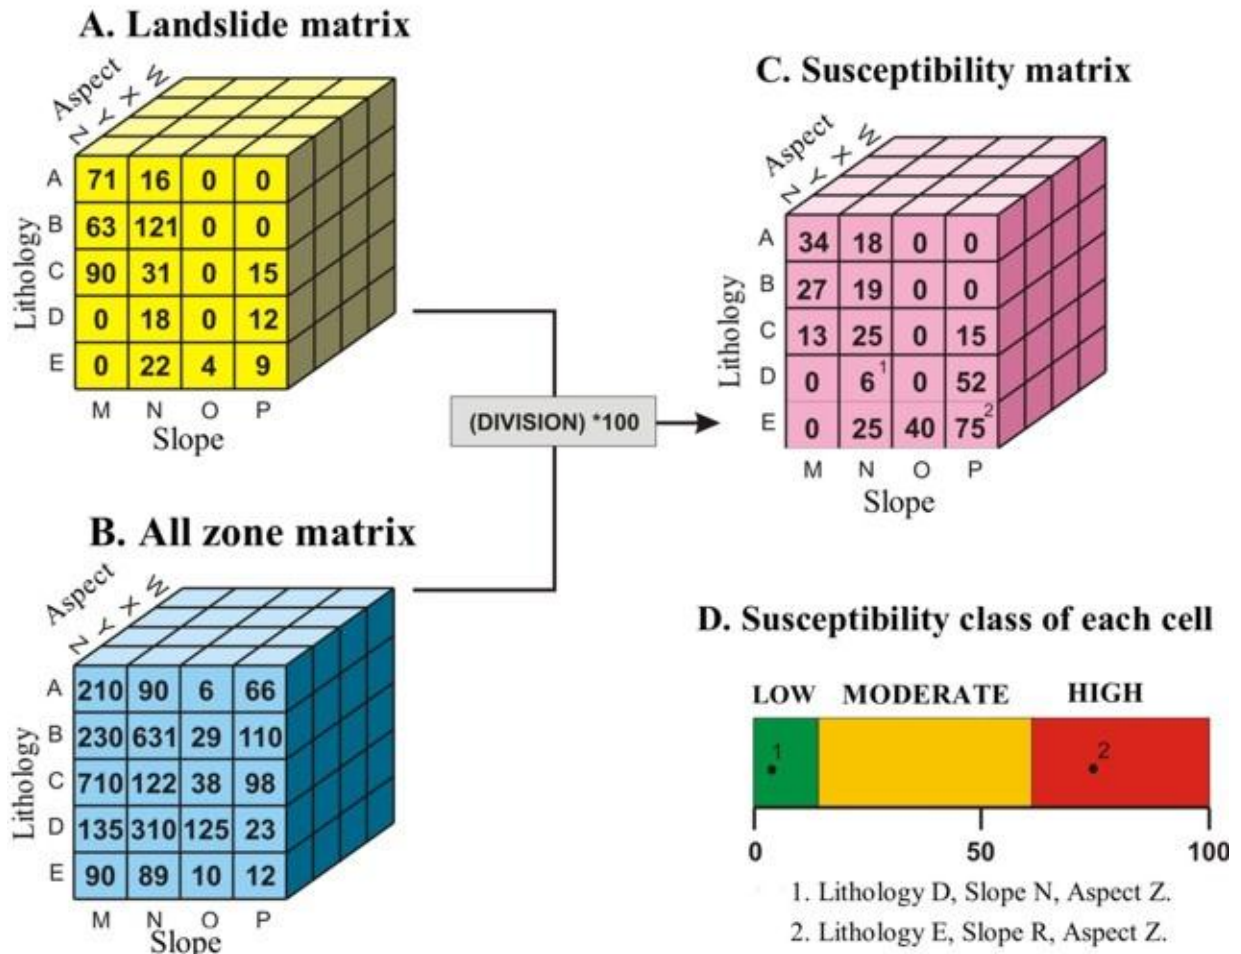 A. Landslide matrix
Aspect
Z Y X W
A 71 16 0 0
B 63 121 0 0
C 90 31 0 15
D 0 18 0 12
E 0 22 4 9
Lithology
M N O P
Slope
B. All zone matrix
Aspect
Z Y X W
A 210 90 6 66
B 230 631 29 110
C 710 122 38 98
D 135 310 125 23
E 90 89 10 12
Lithology
M N O P
Slope
(DIVISION) *100
C. Susceptibility matrix
Aspect
Z Y X W
A 34 18 0 0
B 27 19 0 0
C 13 25 0 15
D 0 6¹ 0 52
E 0 25 40 75²
Lithology
M N O P
Slope
D. Susceptibility class of each cell
LOW MODERATE HIGH
1 2
0 50 100
1. Lithology D, Slope N, Aspect Z.
2. Lithology E, Slope R, Aspect Z.